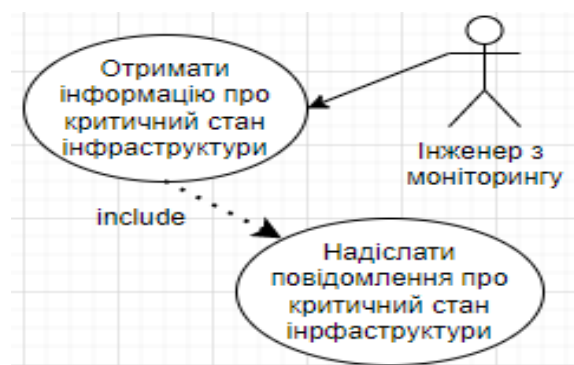 Отримати
інформацію про
критичний стан
інфраструктури
Інженер з
моніторингу
include
Надіслати
повідомлення про
критичний стан
інрфаструктури